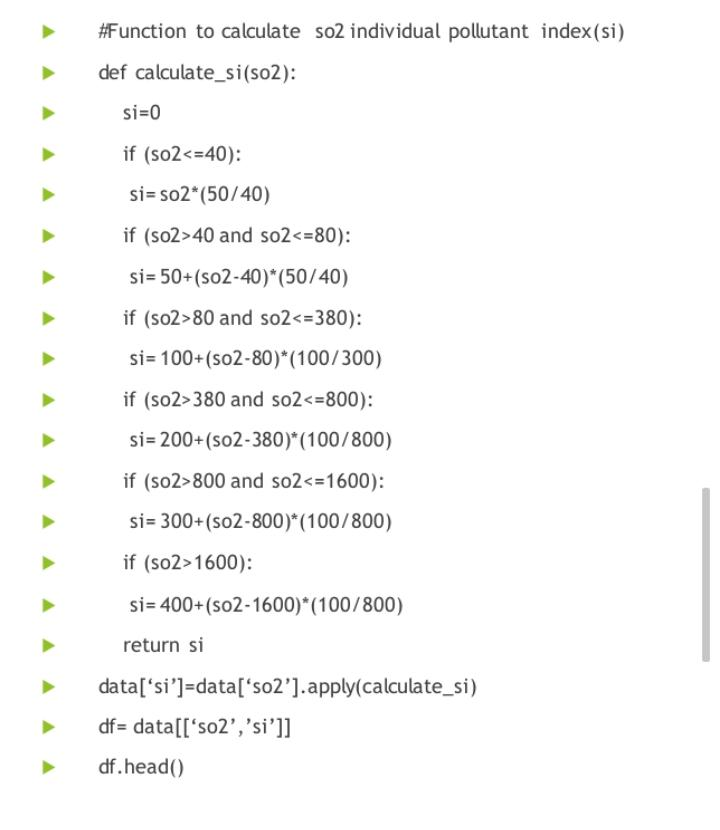 #Function to calculate so2 individual pollutant index(si)
def calculate_si(so2):
si=0
if (so2<=40):
si= so2*(50/40)
if (so2>40 and so2<=80):
si= 50+(so2-40)*(50/40)
if (so2>80 and so2<=380):
si= 100+(so2-80)*(100/300)
if (so2>380 and so2<=800):
si= 200+(so2-380)*(100/800)
if (so2>800 and so2<=1600):
si= 300+(so2-800)*(100/800)
if (so2>1600):
si= 400+(so2-1600)*(100/800)
return si
data[‘si’]=data[‘so2’].apply(calculate_si)
df= data[[‘so2’,’si’]]
df.head()